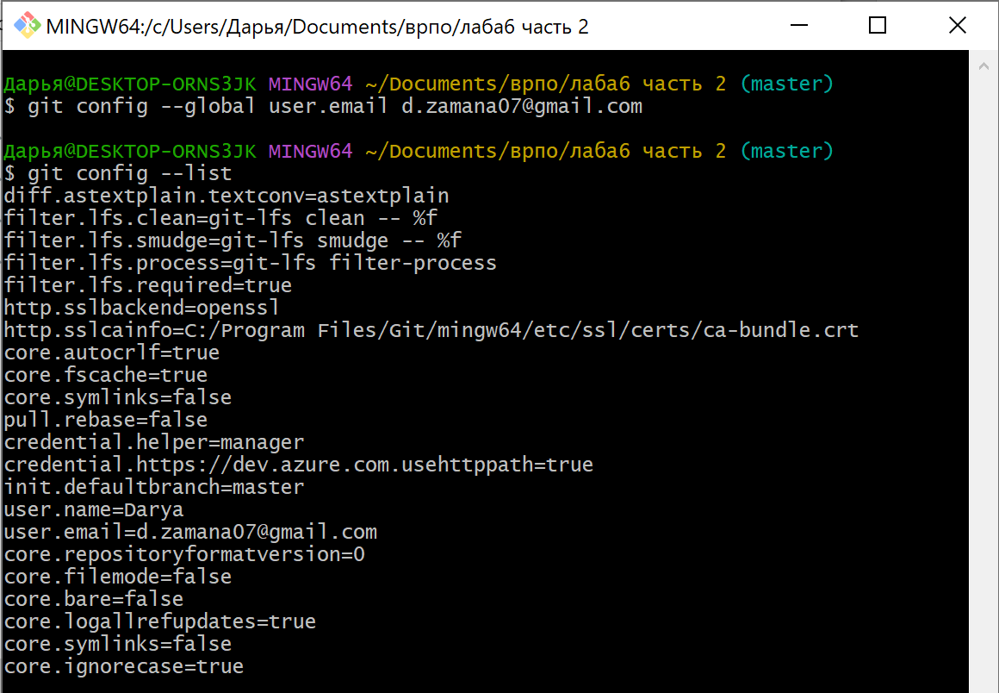 MINGW64:/c/Users/Дарья/Documents/врпо/лаба6 часть 2
Дарья@DESKTOP-ORNS3JK MINGW64 ~/Documents/врпо/лаба6 часть 2 (master)
$ git config --global user.email d.zamana07@gmail.com
Дарья@DESKTOP-ORNS3JK MINGW64 ~/Documents/врпо/лаба6 часть 2 (master)
$ git config --list
diff.astextplain.textconv=astextplain
filter.lfs.clean=git-lfs clean -- %f
filter.lfs.smudge=git-lfs smudge -- %f
filter.lfs.process=git-lfs filter-process
filter.lfs.required=true
http.sslbackend=openssl
http.sslcainfo=C:/Program Files/Git/mingw64/etc/ssl/certs/ca-bundle.crt
core.autocrlf=true
core.fscache=true
core.symlinks=false
pull.rebase=false
credential.helper=manager
credential.https://dev.azure.com.usehttppath=true
init.defaultbranch=master
user.name=Darya
user.email=d.zamana07@gmail.com
core.repositoryformatversion=0
core.filemode=false
core.bare=false
core.logallrefupdates=true
core.symlinks=false
core.ignorecase=true